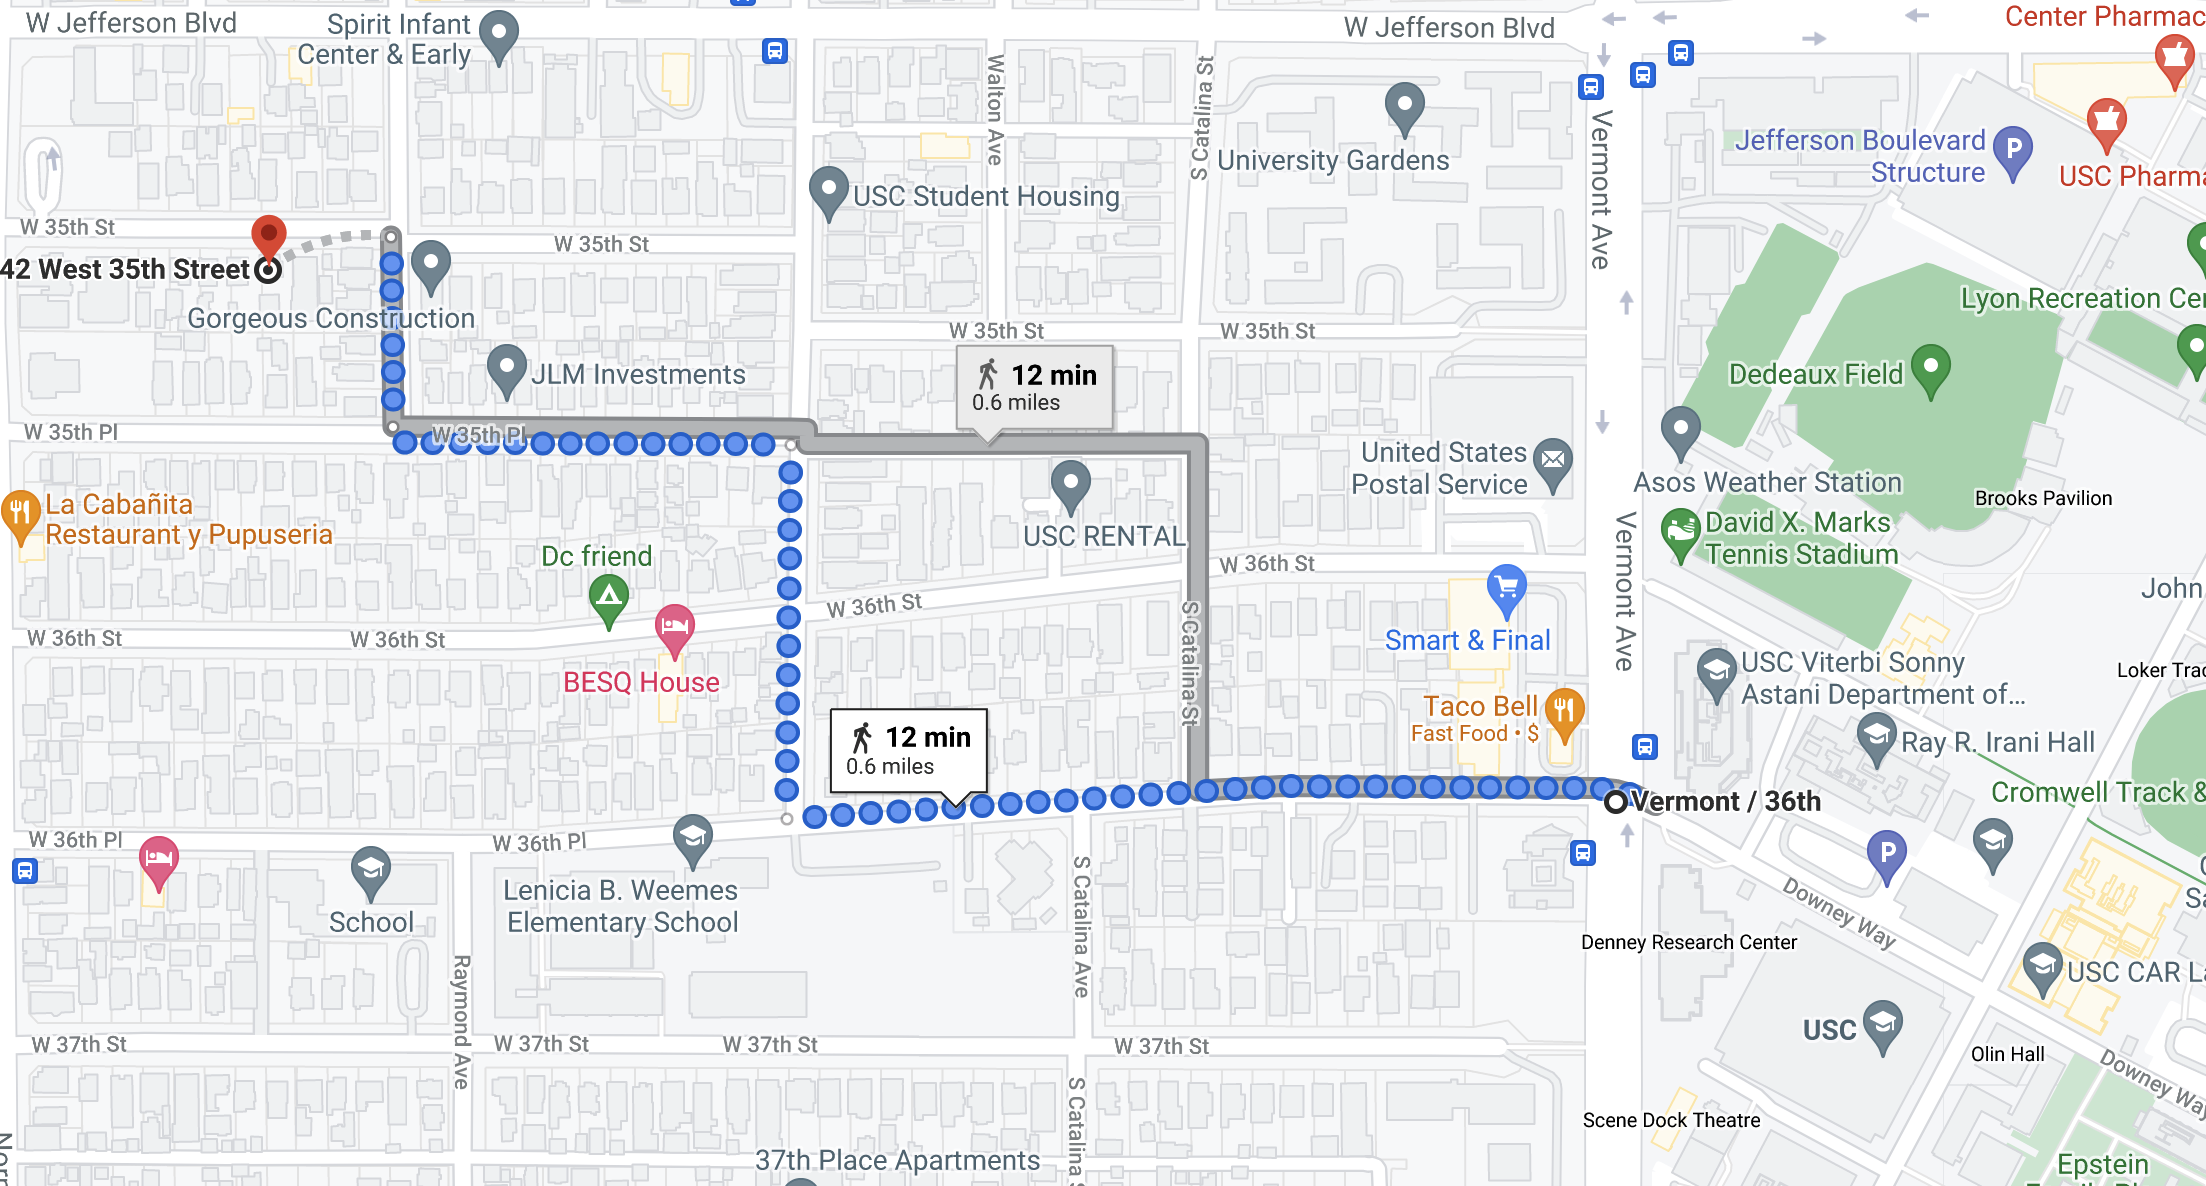 W Jefferson Blvd
Spirit Infant
Center & Early
W Jefferson Blvd
Center Pharmac
Walton Ave
S Catalina St
Vermont Ave
University Gardens
Jefferson Boulevard
Structure
P
USC Pharma
USC Student Housing
W 35th St
W 35th St
42 West 35th Street
Gorgeous Construction
W 35th St
W 35th St
Lyon Recreation Cer
JLM Investments
12 min
0.6 miles
Dedeaux Field
W 35th Pl
W 35th Pl
United States
Postal Service
Asos Weather Station
Brooks Pavilion
La Cabañita
Restaurant y Pupuseria
USC RENTAL
David X. Marks
Tennis Stadium
Vermont Ave
Dc friend
W 36th St
W 36th St
John
W 36th St
W 36th St
S Catalina St
Smart & Final
BESQ House
USC Viterbi Sonny
Astani Department of...
Loker Trac
Taco Bell
Fast Food • $
12 min
0.6 miles
Ray R. Irani Hall
Cromwell Track &
Vermont / 36th
W 36th Pl
W 36th Pl
P
Lenicia B. Weemes
Elementary School
School
S Catalina Ave
Downey Way
Denney Research Center
Sa
USC CAR La
Raymond Ave
USC
W 37th St
W 37th St
W 37th St
W 37th St
Olin Hall
Downey Way
S Catalina S
Scene Dock Theatre
37th Place Apartments
Epstein